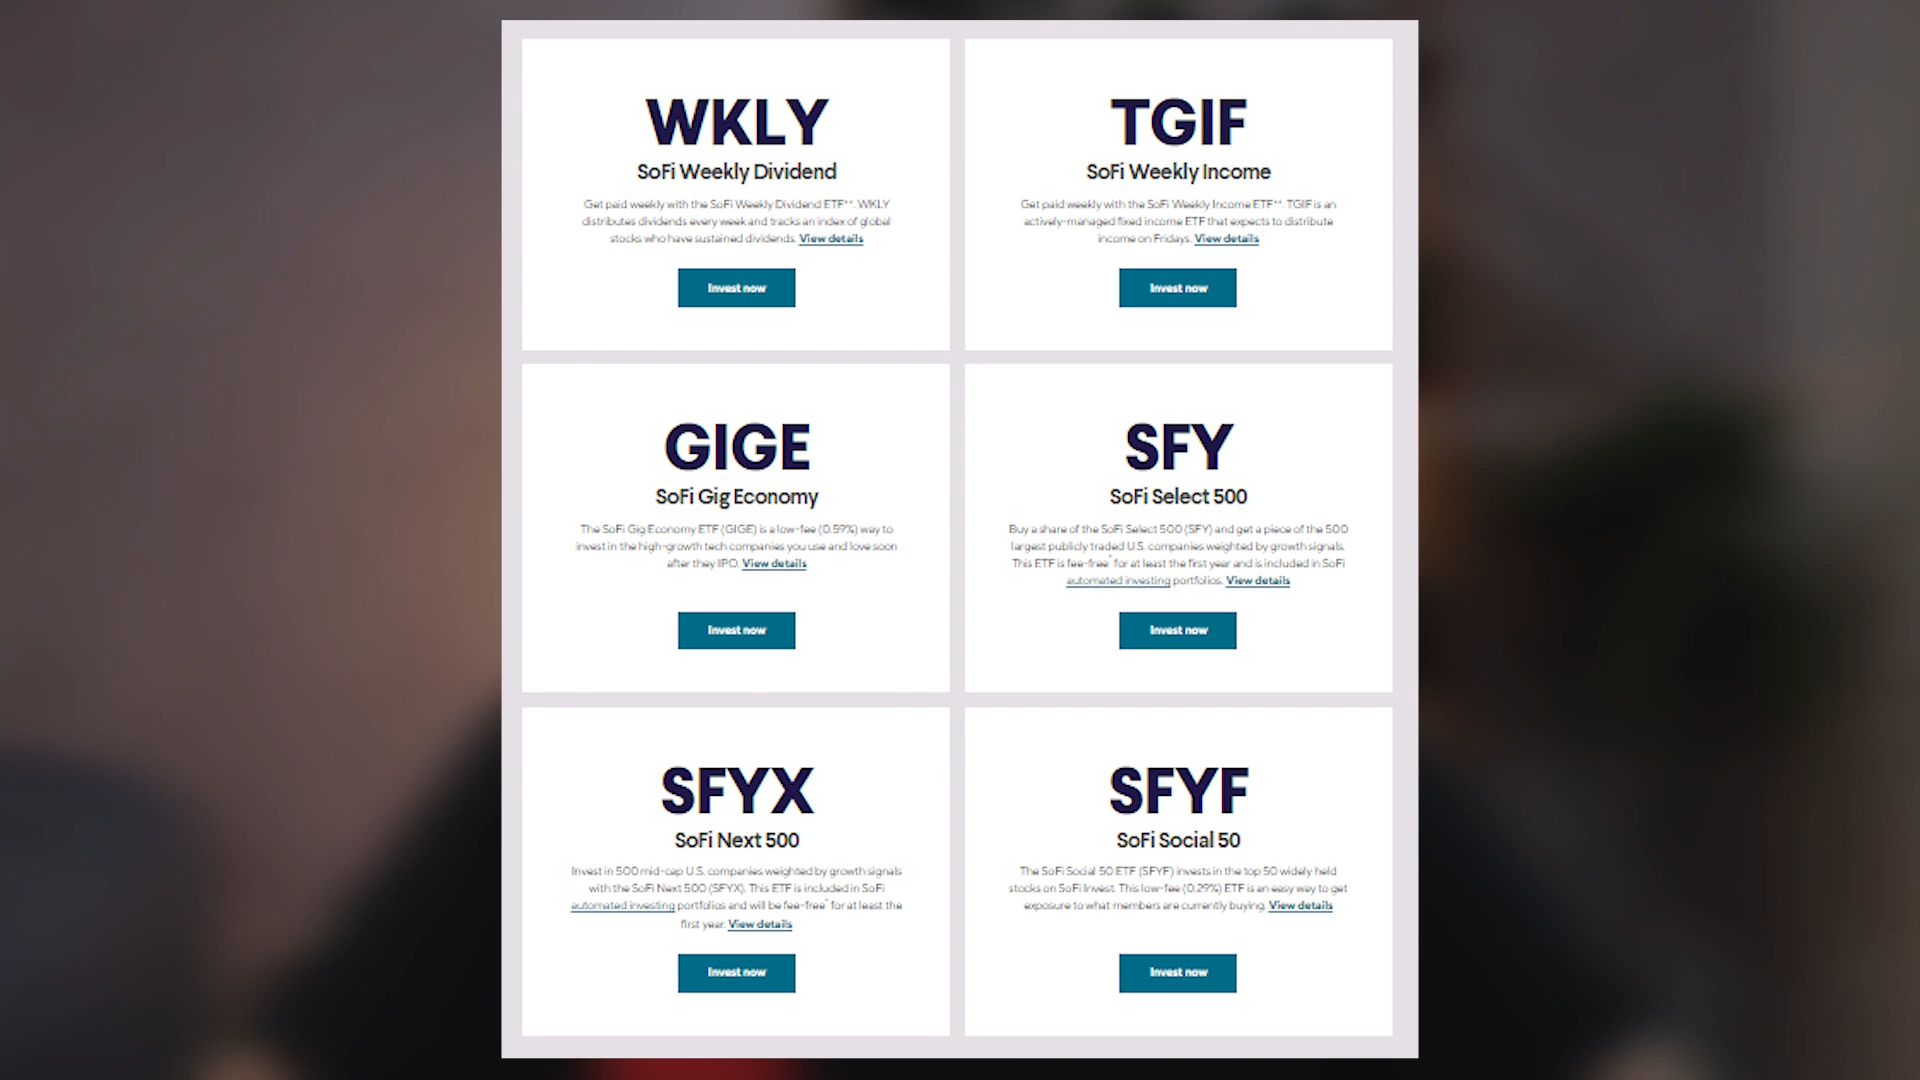 WKLY
SoFi Weekly Dividend
Get paid weekly with the SoFi Weekly Dividend ETF**. WKLY
distributes dividends every week and tracks an index of global
stocks who have sustained dividends. View details
Invest now
TGIF
SoFi Weekly Income
Get paid weekly with the SoFi Weekly Income ETF**. TGIF is an
actively-managed fixed income ETF that expects to distribute
income on Fridays. View details
Invest now
GIGE
SoFi Gig Economy
The SoFi Gig Economy ETF (GIGE) is a low-fee (0.59%) way to
invest in the high-growth tech companies you use and love soon
after they IPO. View details
Invest now
SFY
SoFi Select 500
Buy a share of the SoFi Select 500 (SFY) and get a piece of the 500
largest publicly traded U.S. companies weighted by growth signals.
This ETF is fee-free* for at least the first year and is included in SoFi
automated investing portfolios. View details
Invest now
SFYX
SoFi Next 500
Invest in 500 mid-cap U.S. companies weighted by growth signals
with the SoFi Next 500 (SFYX). This ETF is included in SoFi
automated investing portfolios and will be fee-free* for at least the
first year. View details
Invest now
SFYF
SoFi Social 50
The SoFi Social 50 ETF (SFYF) invests in the top 50 widely held
stocks on SoFi Invest. This low-fee (0.29%) ETF is an easy way to get
exposure to what members are currently buying. View details
Invest now